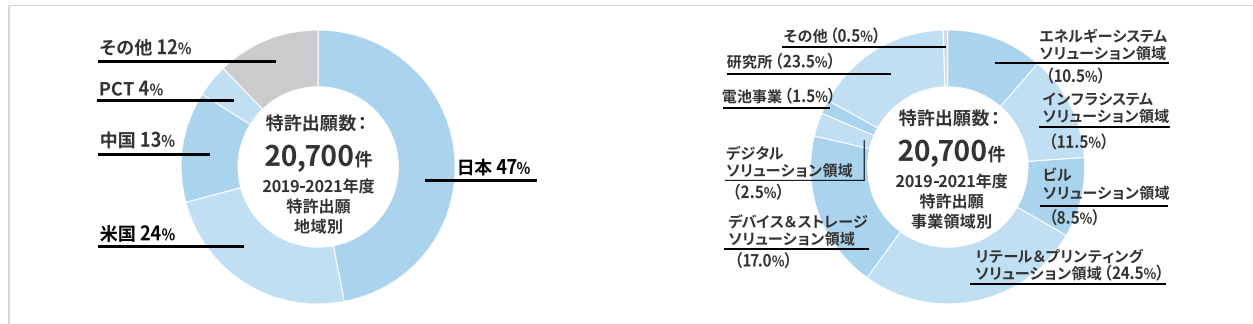 その他 12%
PCT 4%
中国 13%
米国 24%
日本 47%
特許出願数：
20,700件
2019-2021年度
特許出願
地域別
その他（0.5%）
研究所（23.5%）
電池事業（1.5%）
デジタル
ソリューション領域
（2.5%）
デバイス＆ストレージ
ソリューション領域
（17.0%）
エネルギーシステム
ソリューション領域
（10.5%）
インフラシステム
ソリューション領域
（11.5%）
ビル
ソリューション領域
（8.5%）
リテール＆プリンティング
ソリューション領域（24.5%）
特許出願数：
20,700件
2019-2021年度
特許出願
事業領域別